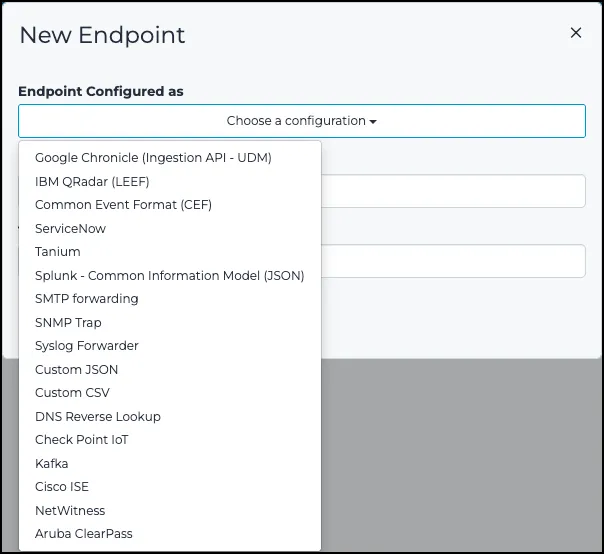 New Endpoint
×
Endpoint Configured as
Choose a configuration
Google Chronicle (Ingestion API - UDM)
IBM QRadar (LEEF)
Common Event Format (CEF)
ServiceNow
Tanium
Splunk - Common Information Model (JSON)
SMTP forwarding
SNMP Trap
Syslog Forwarder
Custom JSON
Custom CSV
DNS Reverse Lookup
Check Point IoT
Kafka
Cisco ISE
NetWitness
Aruba ClearPass